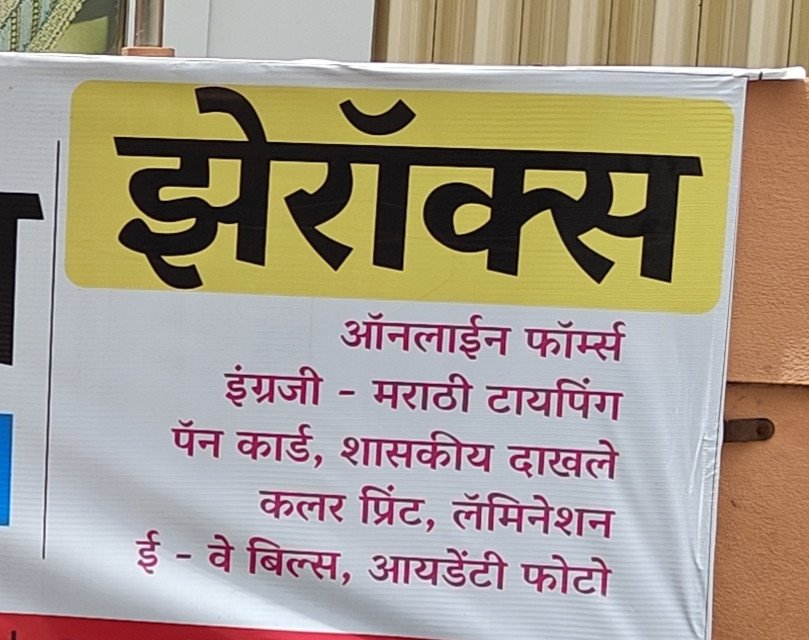 झेरॉक्स
ऑनलाईन फॉर्म्स
इंग्रजी - मराठी टायपिंग
पॅन कार्ड, शासकीय दाखले
कलर प्रिंट, लॅमिनेशन
ई - वे बिल्स, आयडेंटी फोटो